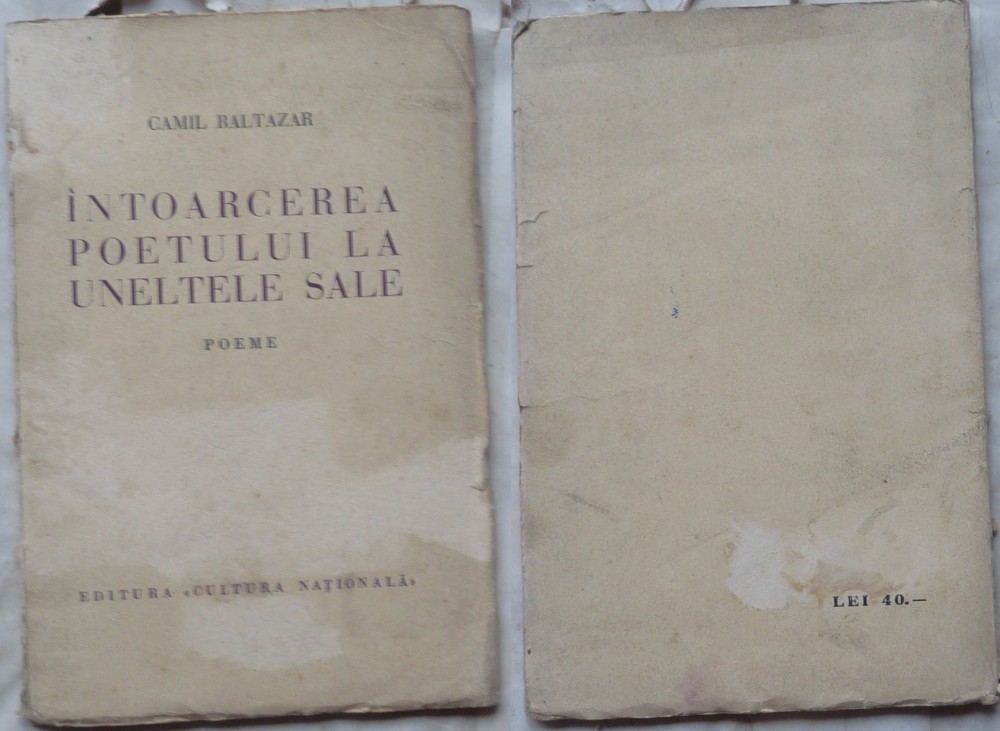 CAMIL BALTAZAR
ÎNTOARCEREA
POETULUI LA
UNELTELE SALE
POEME
EDITURA «CULTURA NAȚIONALĂ»
LEI 40.—